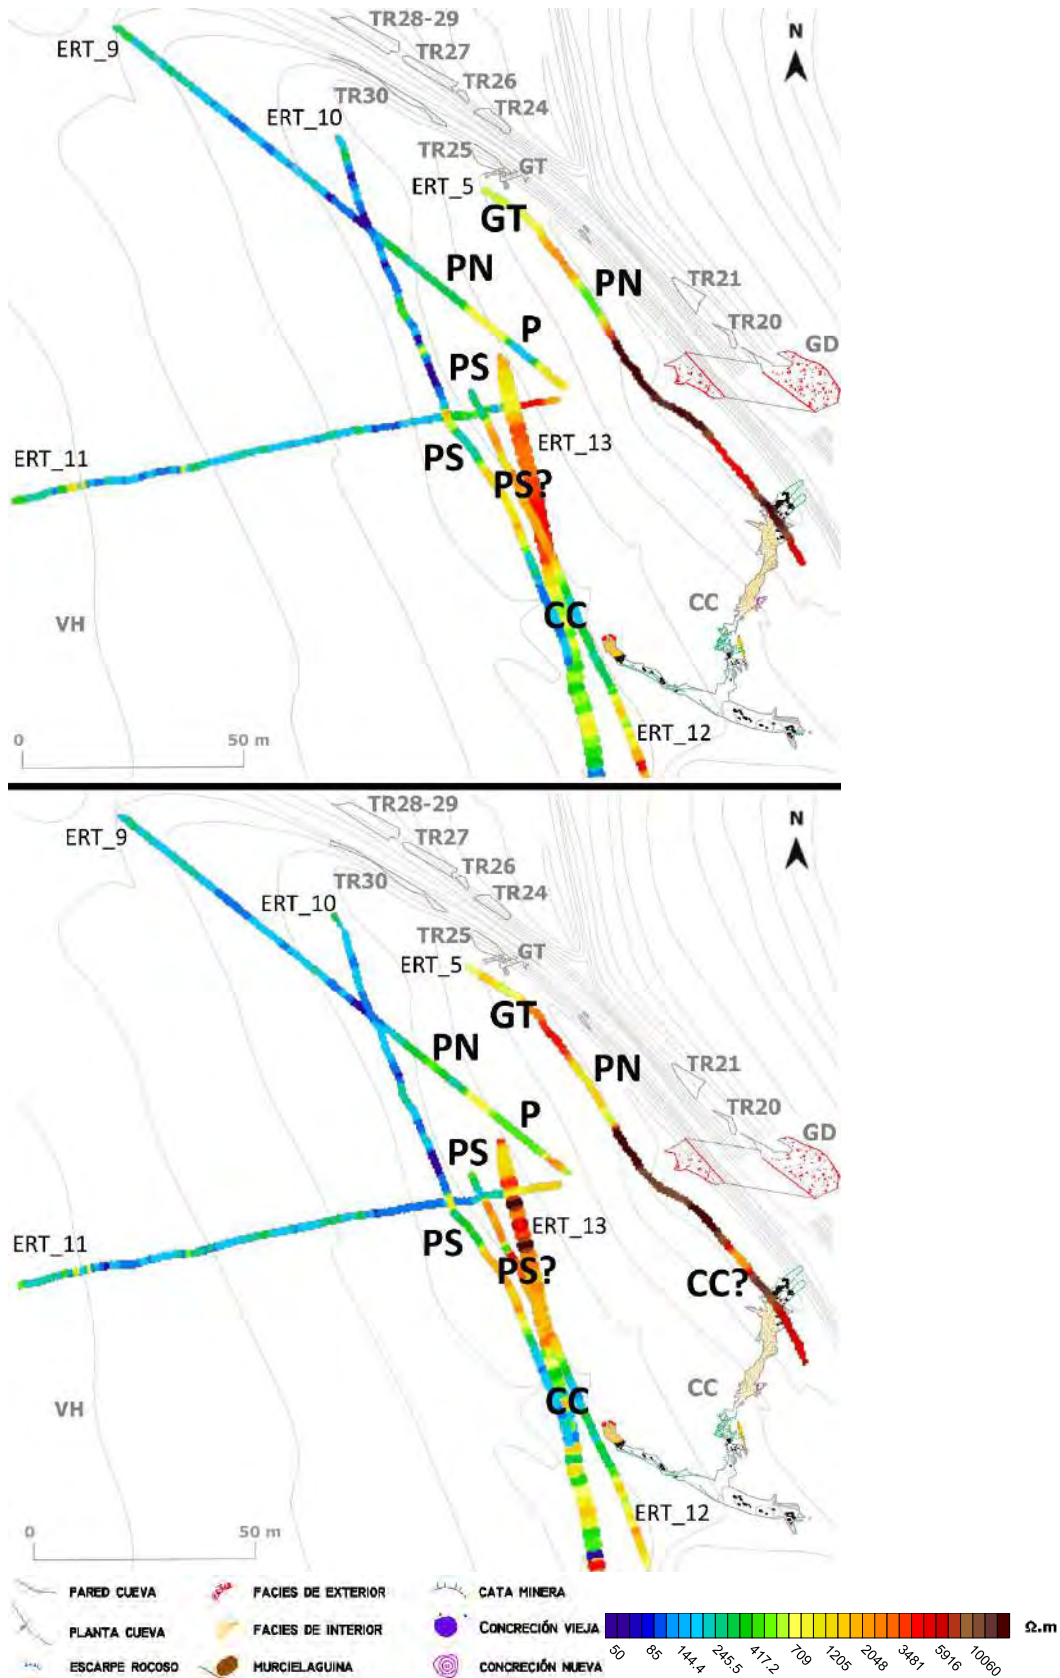 TR28-29
ERT_9
TR27
TR26
TR30
TR24
ERT_10
N
TR25
GT
ERT_5
GT
PN
PN
TR21
TR20
P
GD
PS
ERT_13
PS
ERT_11
PS?
CC
CC
VH
ERT_12
0
50 m
TR28-29
ERT_9
TR27
TR26
TR30
TR24
ERT_10
N
TR25
GT
ERT_5
GT
PN
PN
TR21
TR20
P
GD
PS
ERT_13
PS
ERT_11
PS?
CC?
CC
CC
VH
ERT_12
0
50 m
PARED CUEVA
FACIES DE EXTERIOR
CATA MINERA
PLANTA CUEVA
FACIES DE INTERIOR
CONCRECIÓN VIEJA
ESCARPE ROCOSO
MURCIELAGUINA
CONCRECIÓN NUEVA
50 85 144.4 245.5 417.2 709 1205 2048 3481 5916 10060 Ω.m